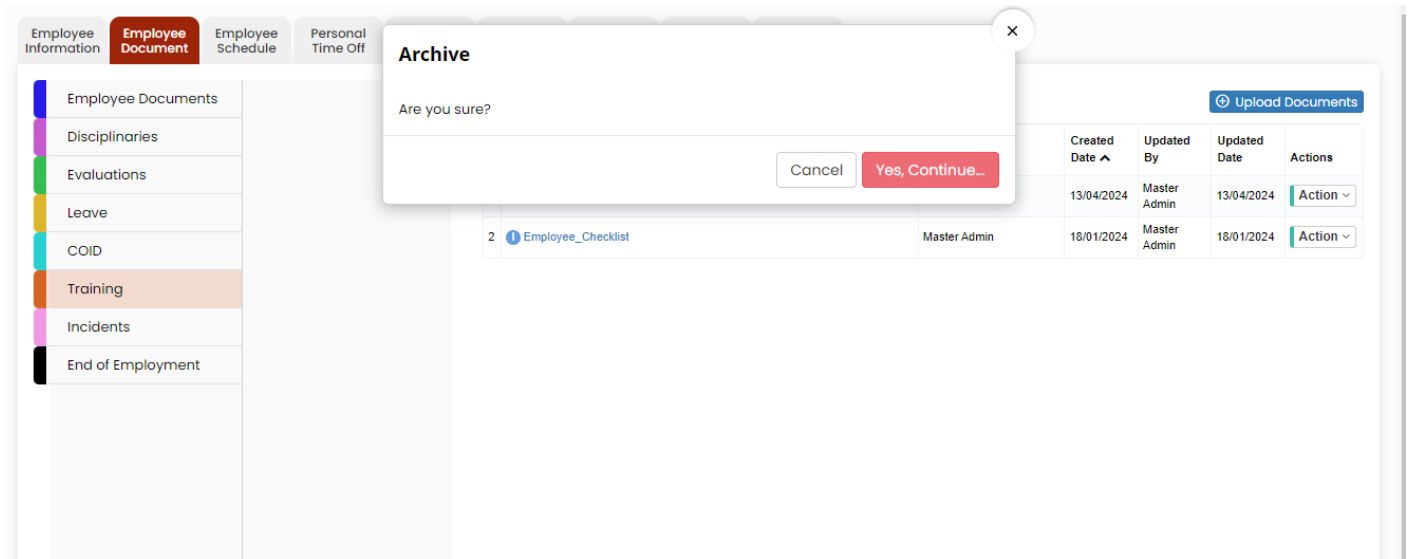 Employee
Information
Employee
Document
Employee
Schedule
Personal
Time Off
Archive
Are you sure?
Cancel
Yes, Continue...
Employee Documents
Disciplinaries
Evaluations
Leave
COID
Training
Incidents
End of Employment
Upload Documents
Created
Date
Updated
By
Updated
Date
Actions
13/04/2024
Master
Admin
13/04/2024
Action
2
Employee_Checklist
Master Admin
18/01/2024
Master
Admin
18/01/2024
Action